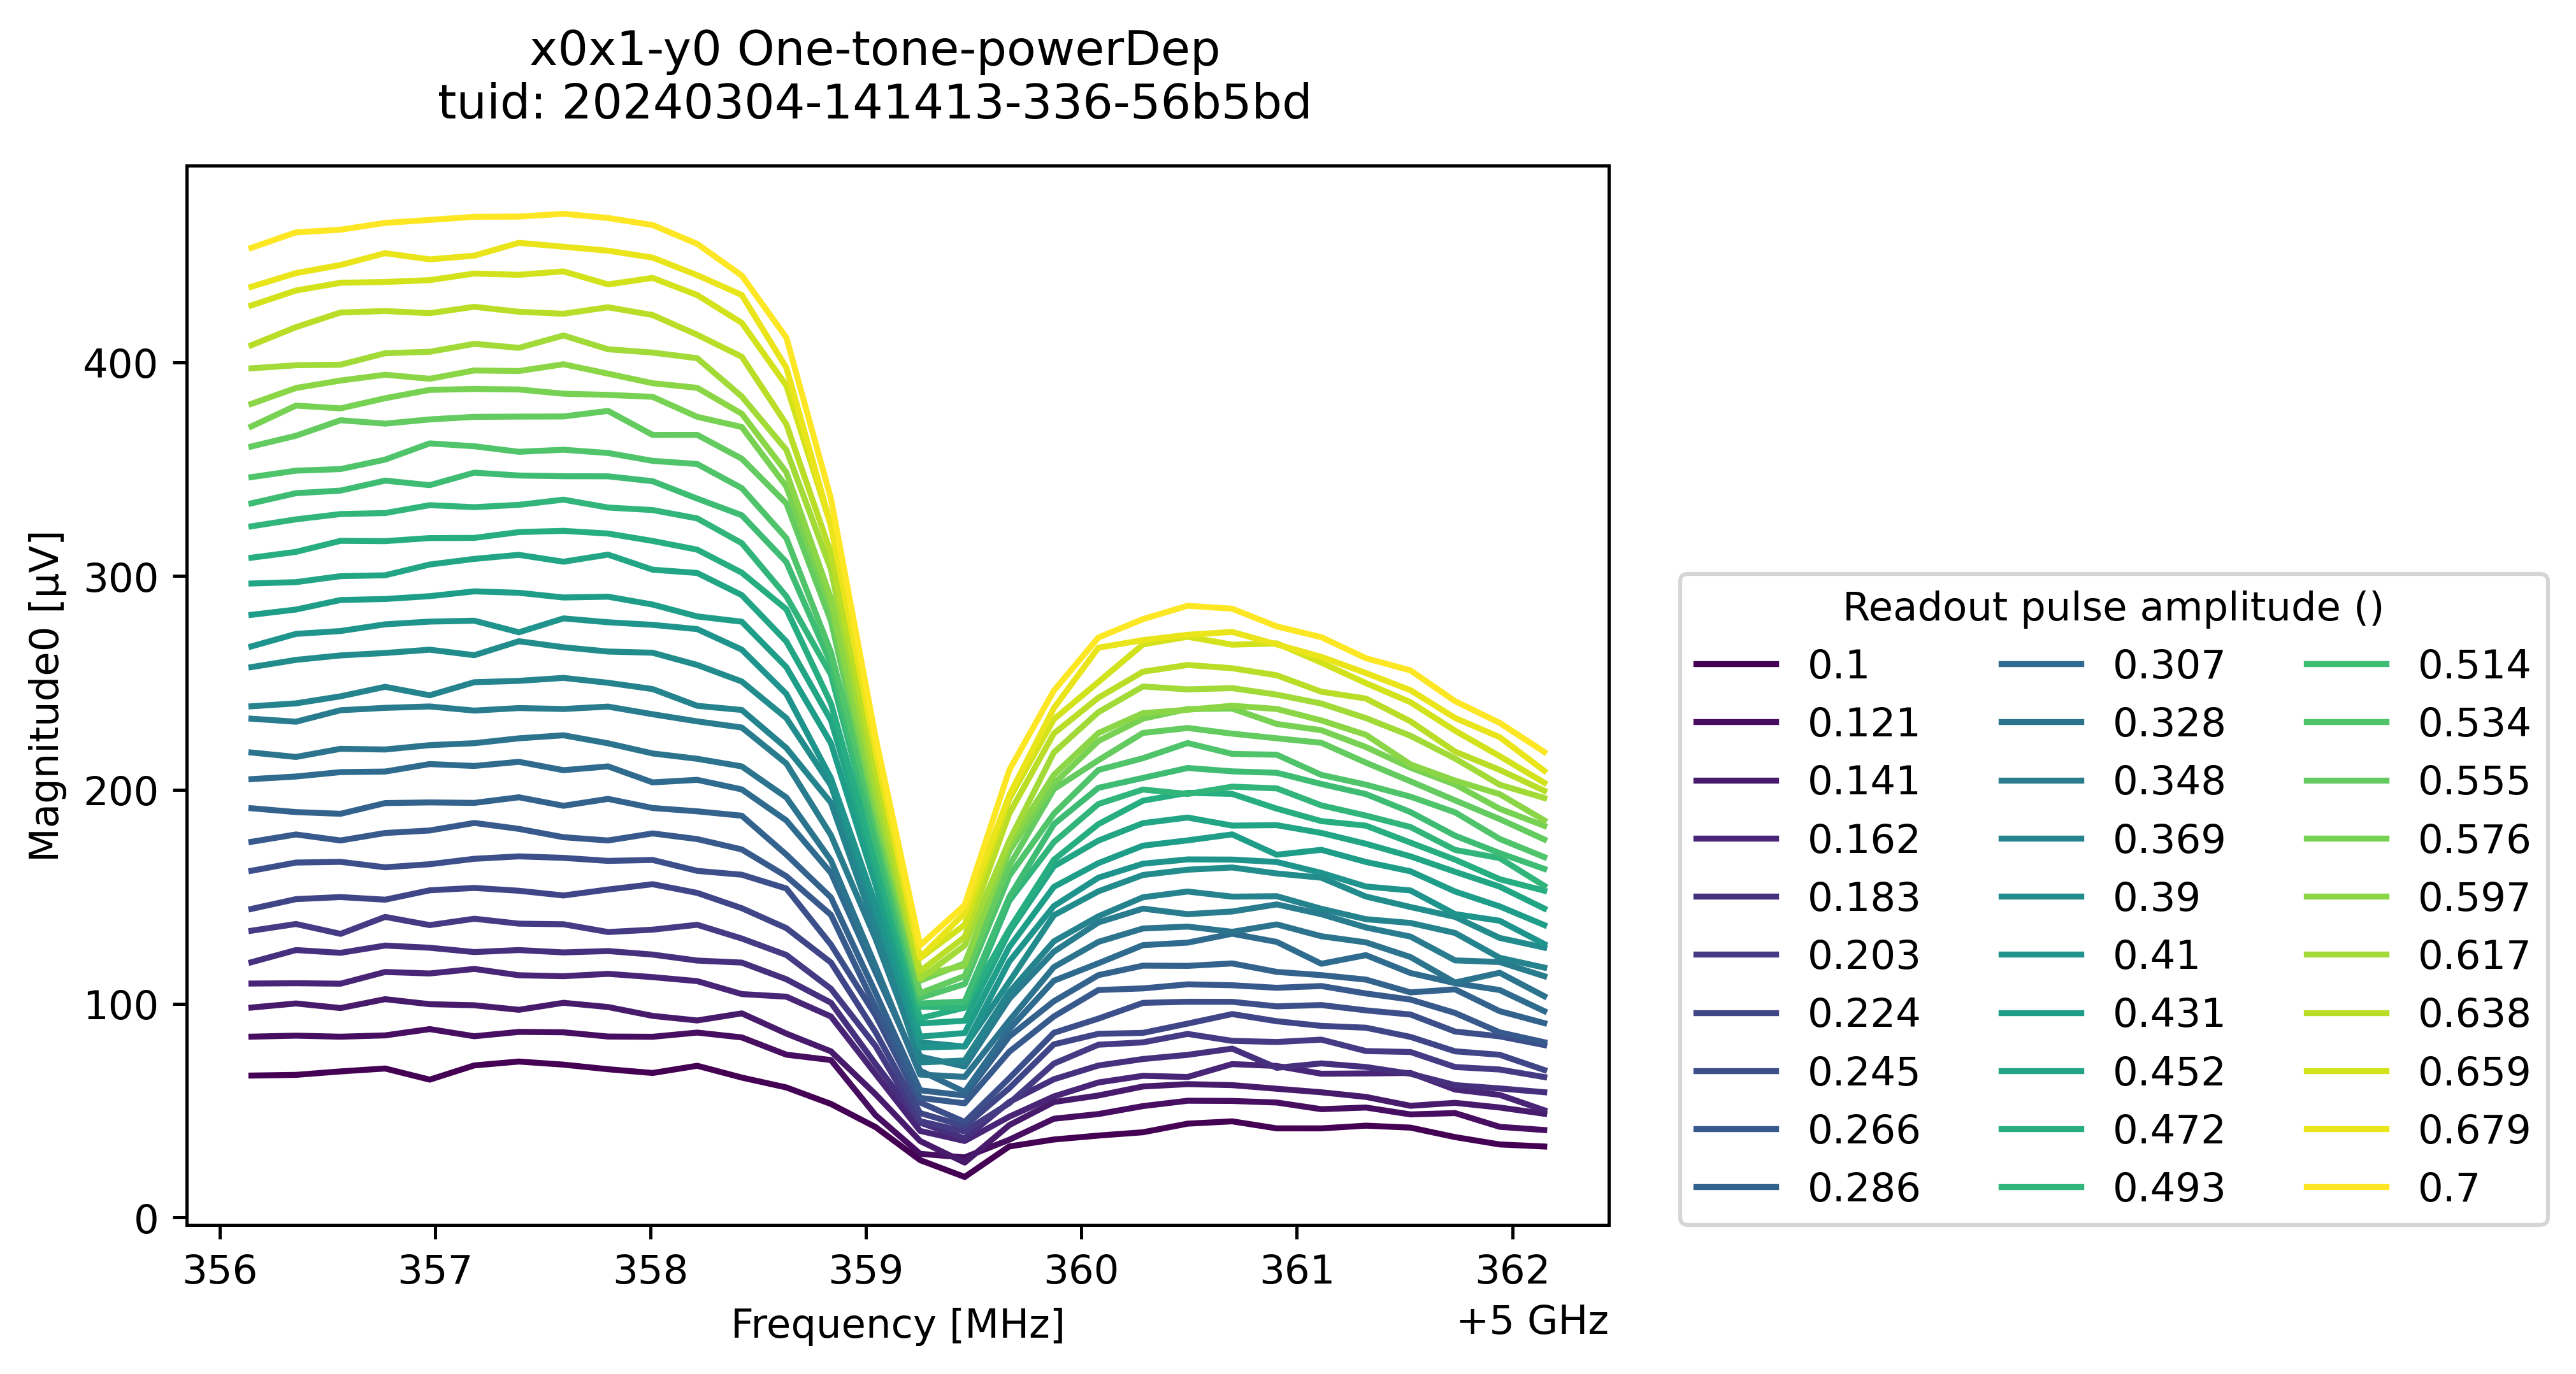 x0x1-y0 One-tone-powerDep
tuid: 20240304-141413-336-56b5bd
Magnitude0 [µV]
400
300
200
100
0
356 357 358 359 360 361 362
Frequency [MHz]
+5 GHz
Readout pulse amplitude ()
0.1 0.307 0.514
0.121 0.328 0.534
0.141 0.348 0.555
0.162 0.369 0.576
0.183 0.39 0.597
0.203 0.41 0.617
0.224 0.431 0.638
0.245 0.452 0.659
0.266 0.472 0.679
0.286 0.493 0.7